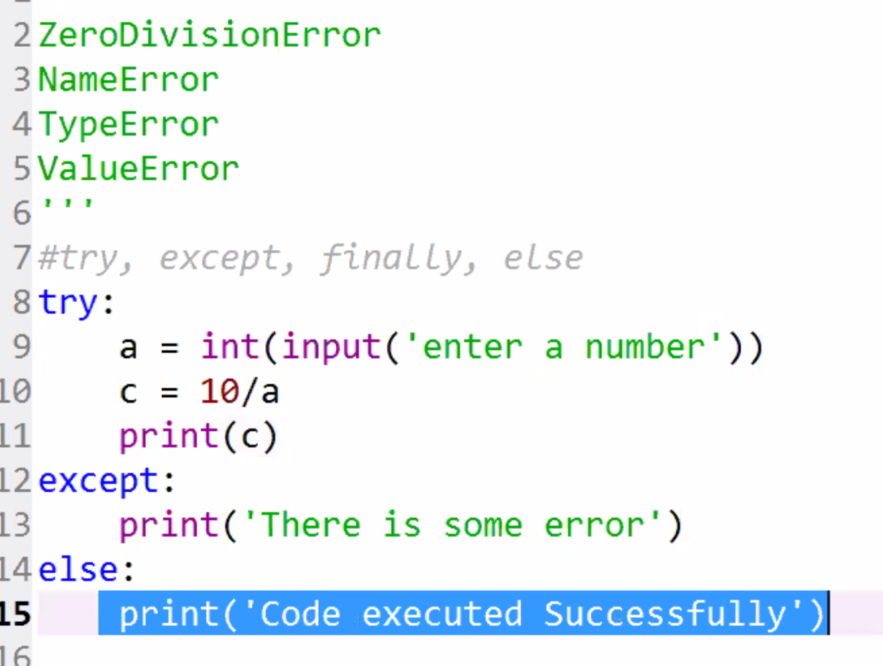 2 ZeroDivisionError
3 NameError
4 TypeError
5 ValueError
6 '''
7 #try, except, finally, else
8 try:
9     a = int(input('enter a number'))
10     c = 10/a
11     print(c)
12 except:
13     print('There is some error')
14 else:
15     print('Code executed Successfully')
16